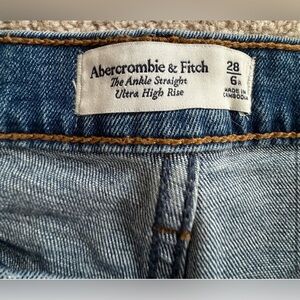 Abercrombie & Fitch
The Ankle Straight
Ultra High Rise
28
6R
MADE IN
CAMBODIA